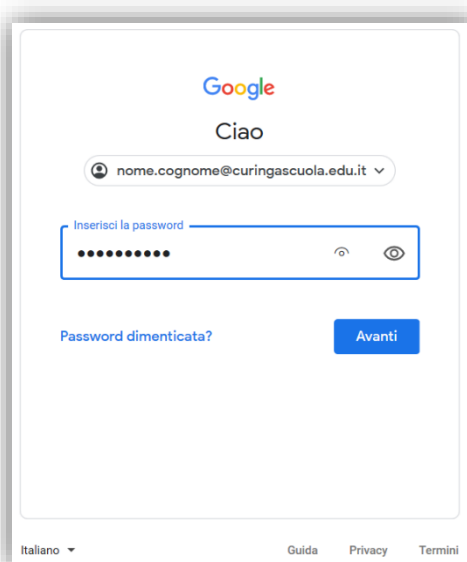 Google
Ciao
nome.cognome@curingascuola.edu.it
Inserisci la password
••••••••••
Password dimenticata? Avanti
Italiano Guida Privacy Termini